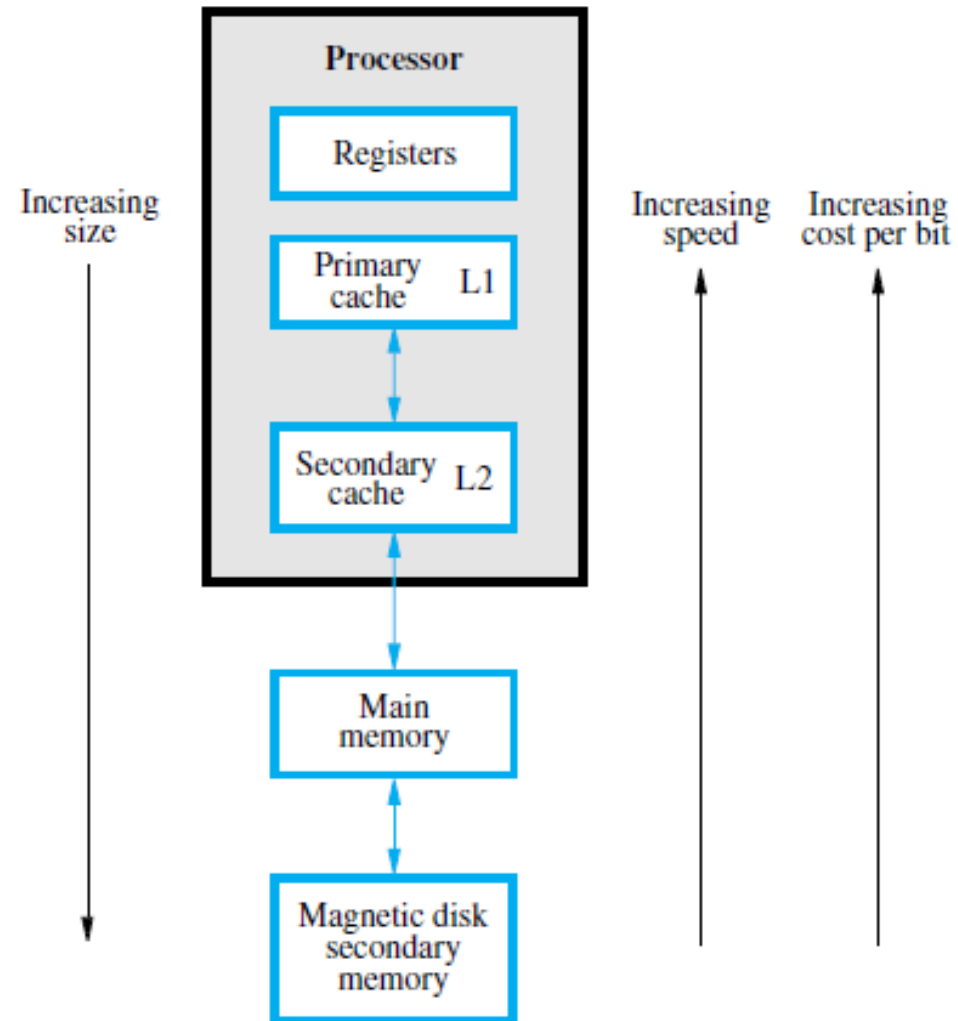 Processor
Registers
Increasing
size
Increasing
speed
Increasing
cost per bit
Primary
cache
L1
Secondary
cache
L2
Main
memory
Magnetic disk
secondary
memory